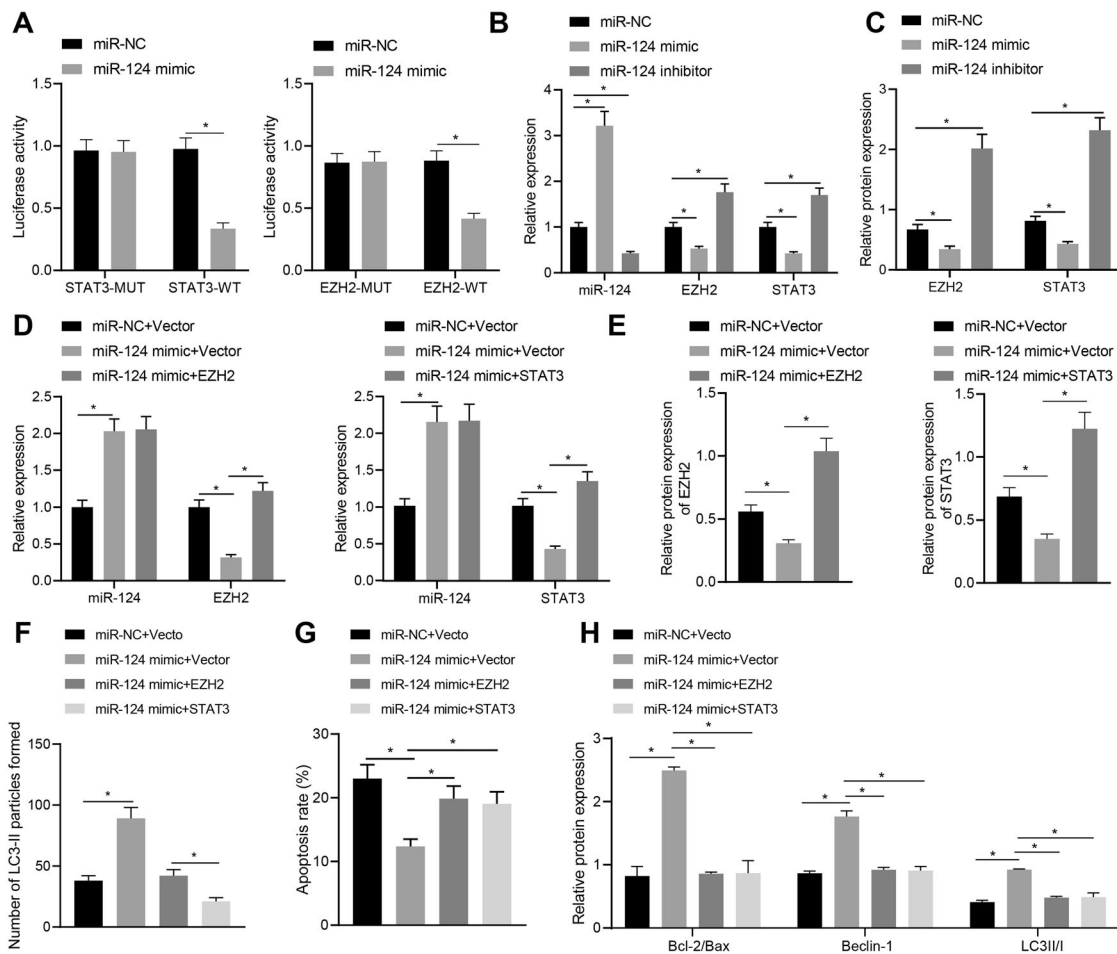 A
miR-NC
miR-124 mimic
Luciferase activity
1.5
1.0
0.5
0.0
*
STAT3-MUT
STAT3-WT
miR-NC
miR-124 mimic
Luciferase activity
1.5
1.0
0.5
0.0
*
EZH2-MUT
EZH2-WT
B
miR-NC
miR-124 mimic
miR-124 inhibitor
Relative expression
4
3
2
1
0
*
*
*
*
*
*
miR-124
EZH2
STAT3
C
miR-NC
miR-124 mimic
miR-124 inhibitor
Relative protein expression
3
2
1
0
*
*
*
*
EZH2
STAT3
D
miR-NC+Vector
miR-124 mimic+Vector
miR-124 mimic+EZH2
Relative expression
2.5
2.0
1.5
1.0
0.5
0.0
*
*
*
miR-124
EZH2
miR-NC+Vector
miR-124 mimic+Vector
miR-124 mimic+STAT3
Relative expression
2.5
2.0
1.5
1.0
0.5
0.0
*
*
*
miR-124
STAT3
E
miR-NC+Vector
miR-124 mimic+Vector
miR-124 mimic+EZH2
Relative protein expression
of EZH2
1.5
1.0
0.5
0.0
*
*
miR-NC+Vector
miR-124 mimic+Vector
miR-124 mimic+STAT3
Relative protein expression
of STAT3
1.5
1.0
0.5
0.0
*
*
F
miR-NC+Vecto
miR-124 mimic+Vector
miR-124 mimic+EZH2
miR-124 mimic+STAT3
Number of LC3-II particles formed
150
100
50
0
*
*
G
miR-NC+Vecto
miR-124 mimic+Vector
miR-124 mimic+EZH2
miR-124 mimic+STAT3
Apoptosis rate (%)
30
20
10
0
*
*
*
H
miR-NC+Vecto
miR-124 mimic+Vector
miR-124 mimic+EZH2
miR-124 mimic+STAT3
Relative protein expression
3
2
1
0
*
*
*
*
*
*
*
*
*
Bcl-2/Bax
Beclin-1
LC3II/I